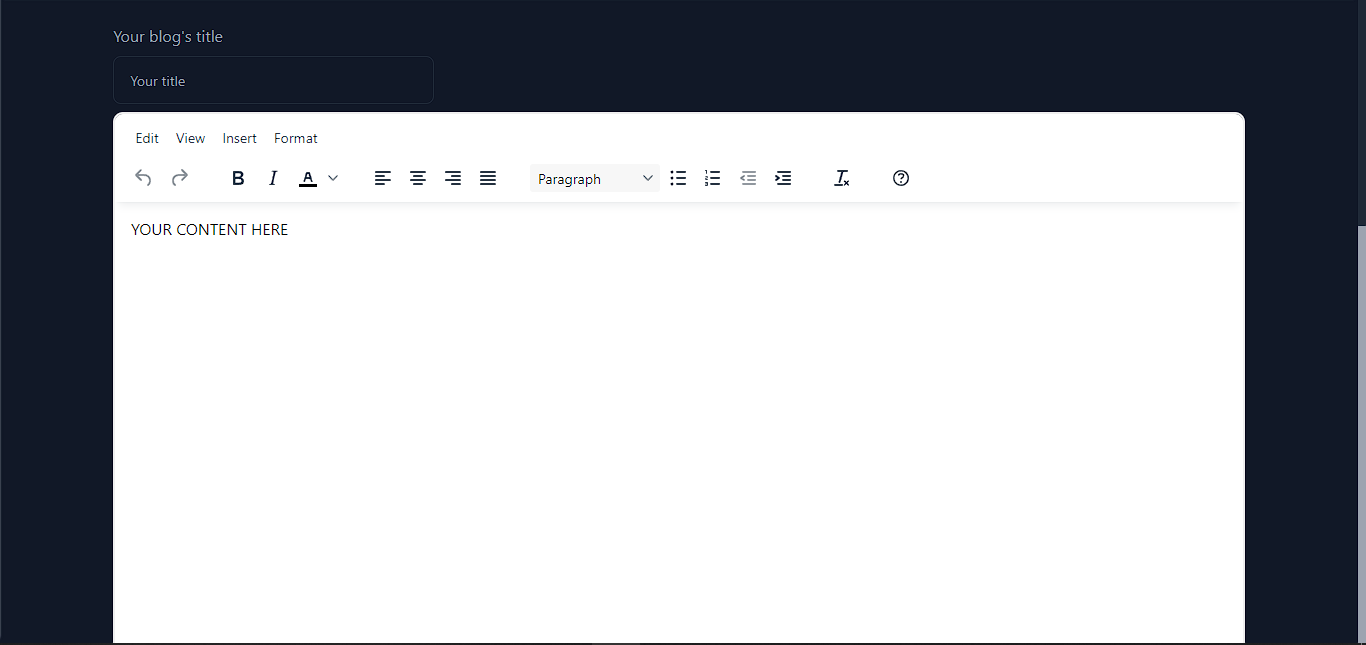 Your blog's title
Your title
Edit View Insert Format
B I A Paragraph
YOUR CONTENT HERE